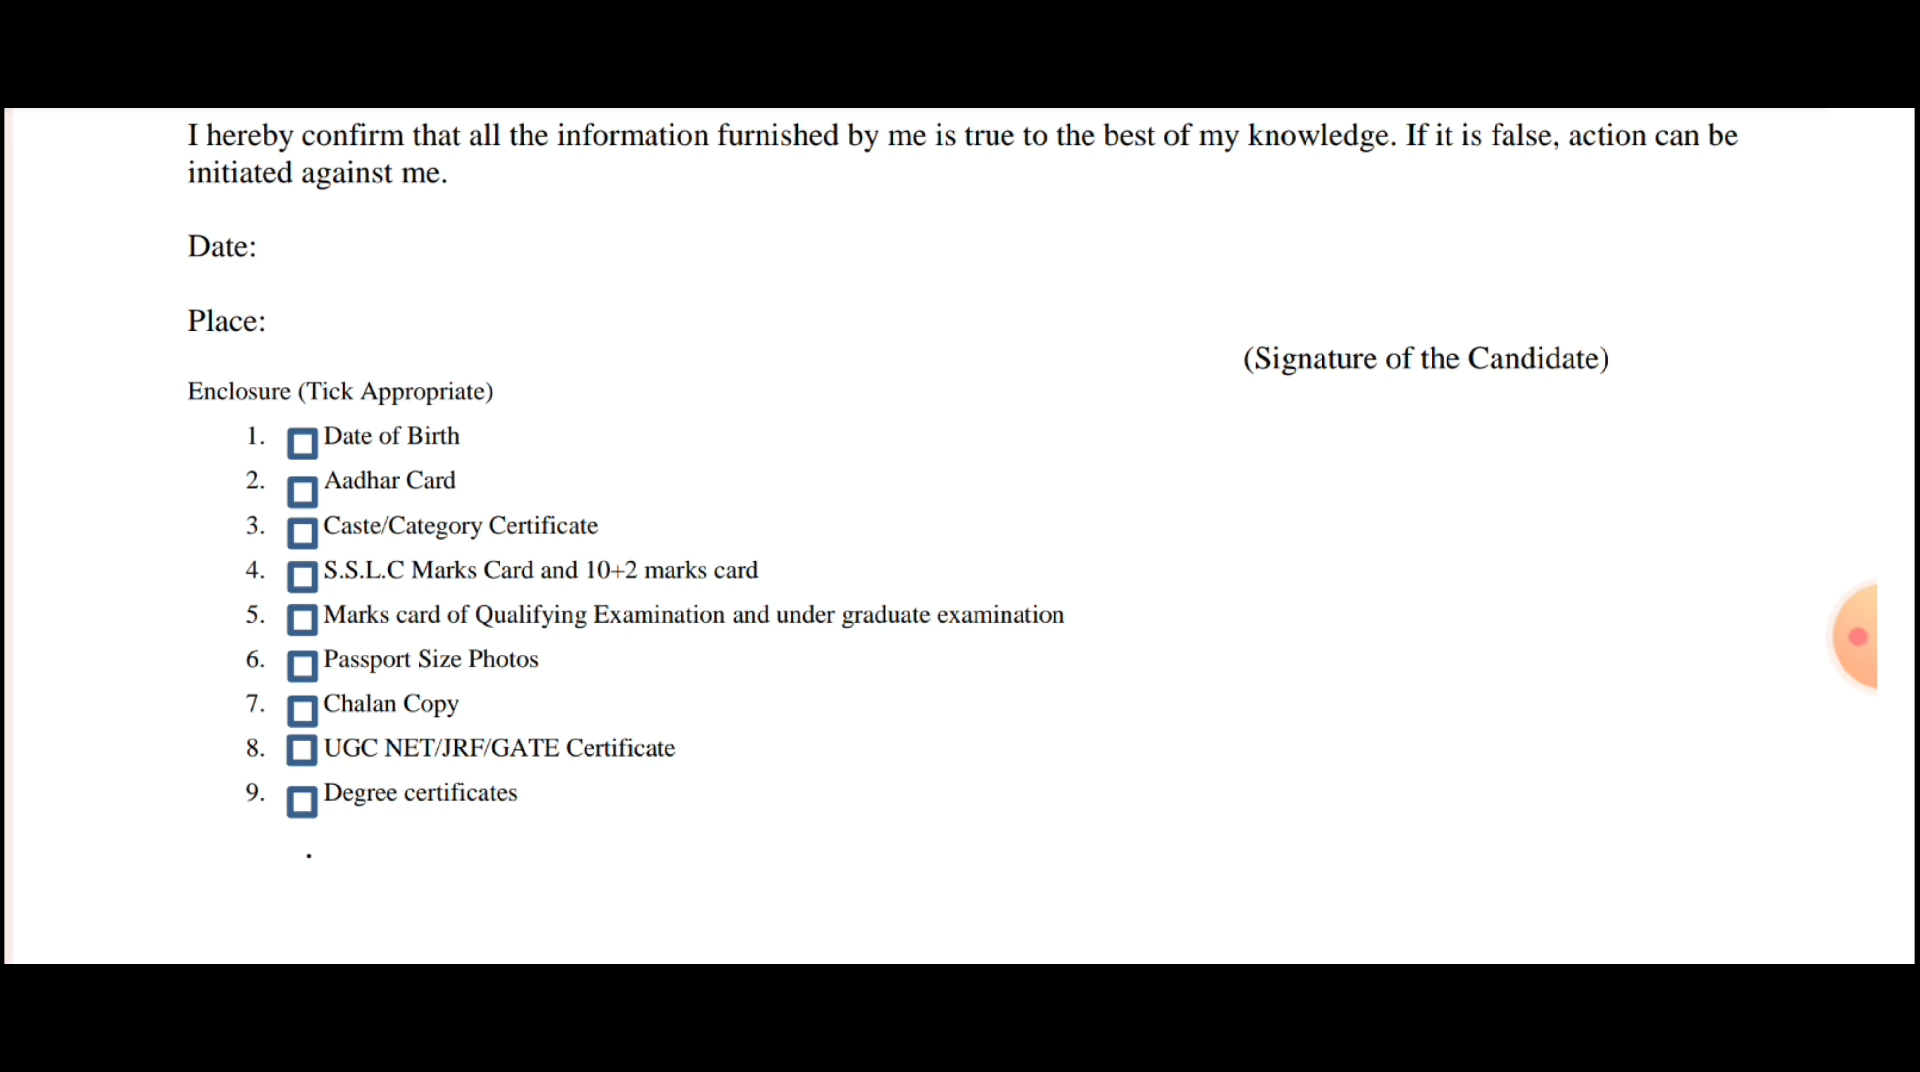 I hereby confirm that all the information furnished by me is true to the best of my knowledge. If it is false, action can be
initiated against me.
Date:
Place:
(Signature of the Candidate)
Enclosure (Tick Appropriate)
1. Date of Birth
2. Aadhar Card
3. Caste/Category Certificate
4. S.S.L.C Marks Card and 10+2 marks card
5. Marks card of Qualifying Examination and under graduate examination
6. Passport Size Photos
7. Chalan Copy
8. UGC NET/JRF/GATE Certificate
9. Degree certificates
.